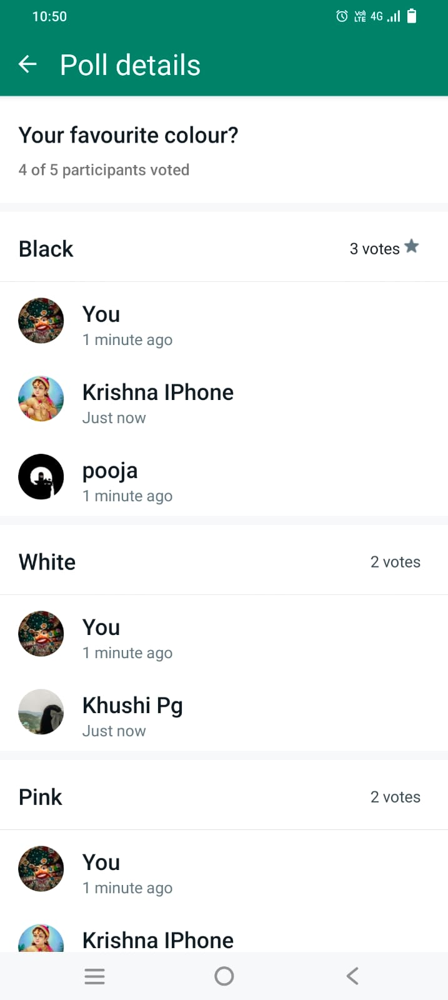 10:50
Vo) LTE 4G
Poll details
Your favourite colour?
4 of 5 participants voted
Black
3 votes
You
1 minute ago
Krishna IPhone
Just now
pooja
1 minute ago
White
2 votes
You
1 minute ago
Khushi Pg
Just now
Pink
2 votes
You
1 minute ago
Krishna IPhone